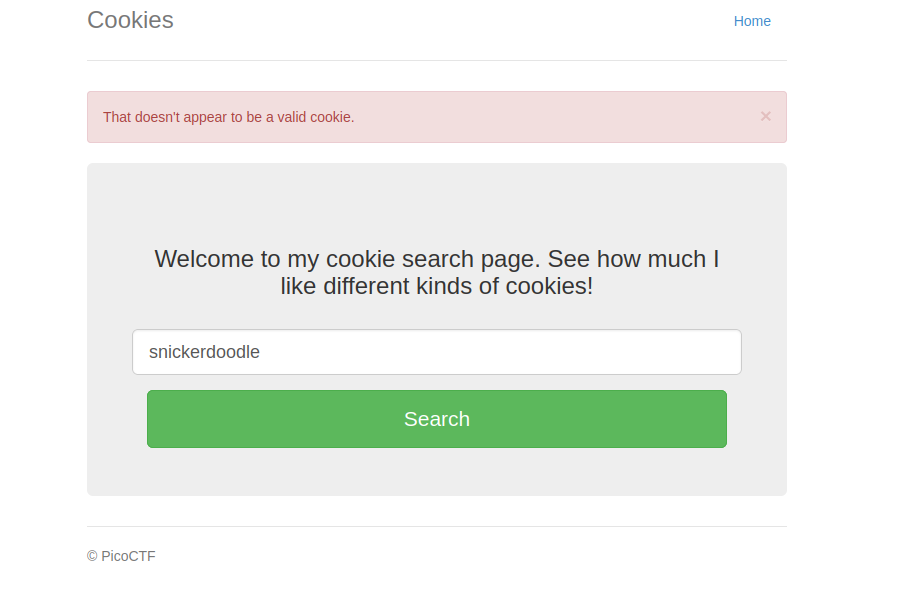 Cookies
Home
That doesn't appear to be a valid cookie.
×
Welcome to my cookie search page. See how much I
like different kinds of cookies!
snickerdoodle
Search
© PicoCTF